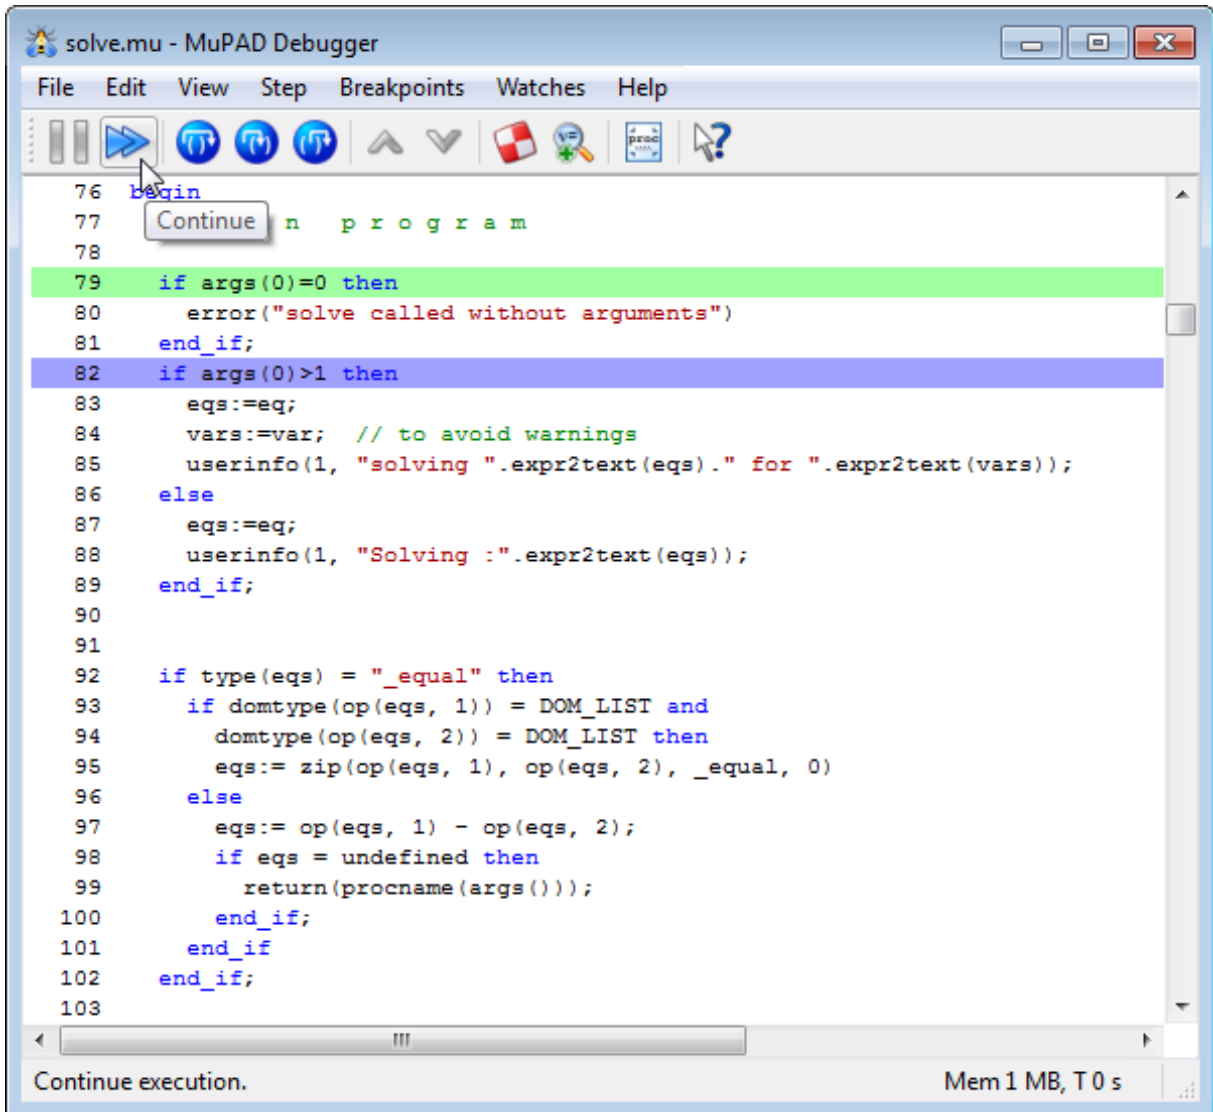 solve.mu - MuPAD Debugger
File Edit View Step Breakpoints Watches Help
v= proc ?
76 begin
77 n p r o g r a m
Continue
78
79 if args(0)=0 then
80 error("solve called without arguments")
81 end_if;
82 if args(0)>1 then
83 eqs:=eq;
84 vars:=var; // to avoid warnings
85 userinfo(1, "solving ".expr2text(eqs)." for ".expr2text(vars));
86 else
87 eqs:=eq;
88 userinfo(1, "Solving :".expr2text(eqs));
89 end_if;
90
91
92 if type(eqs) = "_equal" then
93 if domtype(op(eqs, 1)) = DOM_LIST and
94 domtype(op(eqs, 2)) = DOM_LIST then
95 eqs:= zip(op(eqs, 1), op(eqs, 2), _equal, 0)
96 else
97 eqs:= op(eqs, 1) - op(eqs, 2);
98 if eqs = undefined then
99 return(procname(args()));
100 end_if;
101 end_if
102 end_if;
103
Continue execution. Mem 1 MB, T 0 s